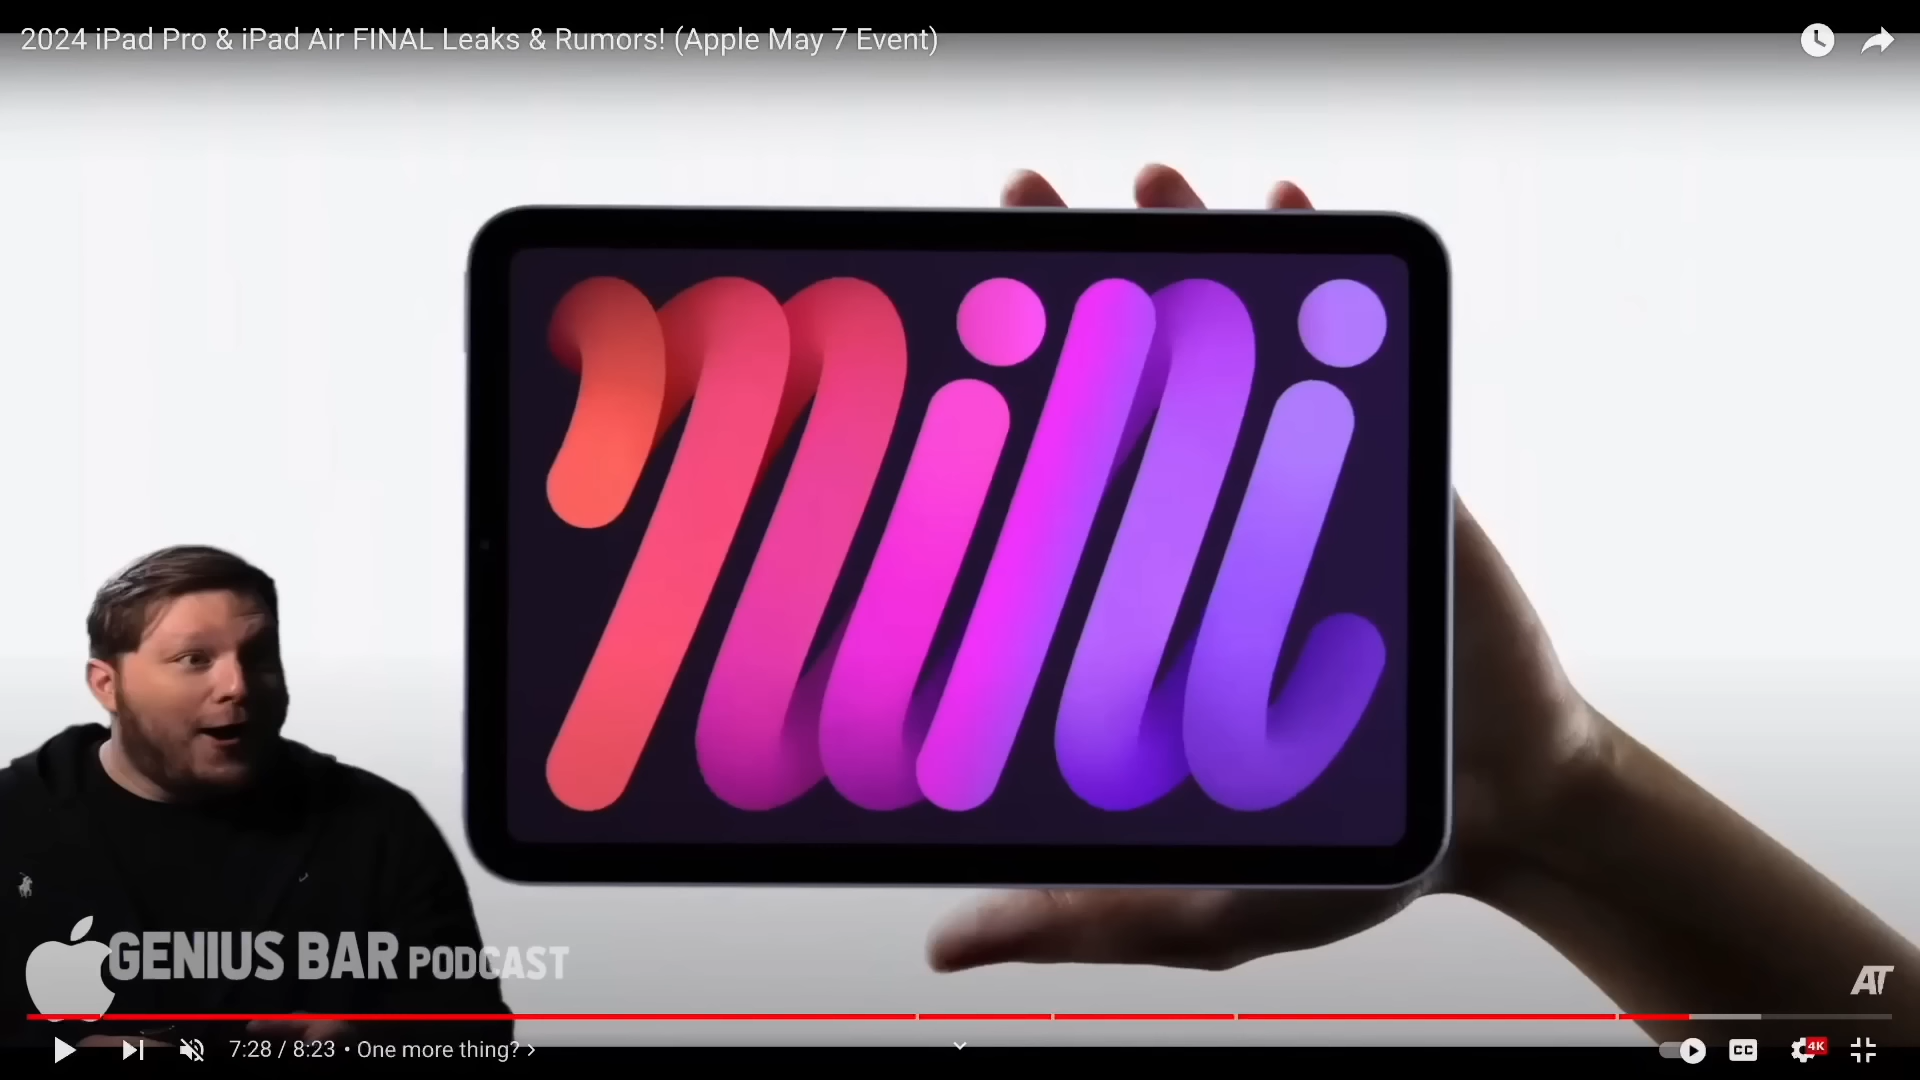 2024 iPad Pro & iPad Air FINAL Leaks & Rumors! (Apple May 7 Event)
mini
GENIUS BAR PODCAST
AT
7:28 / 8:23 • One more thing? ›
CC
4K